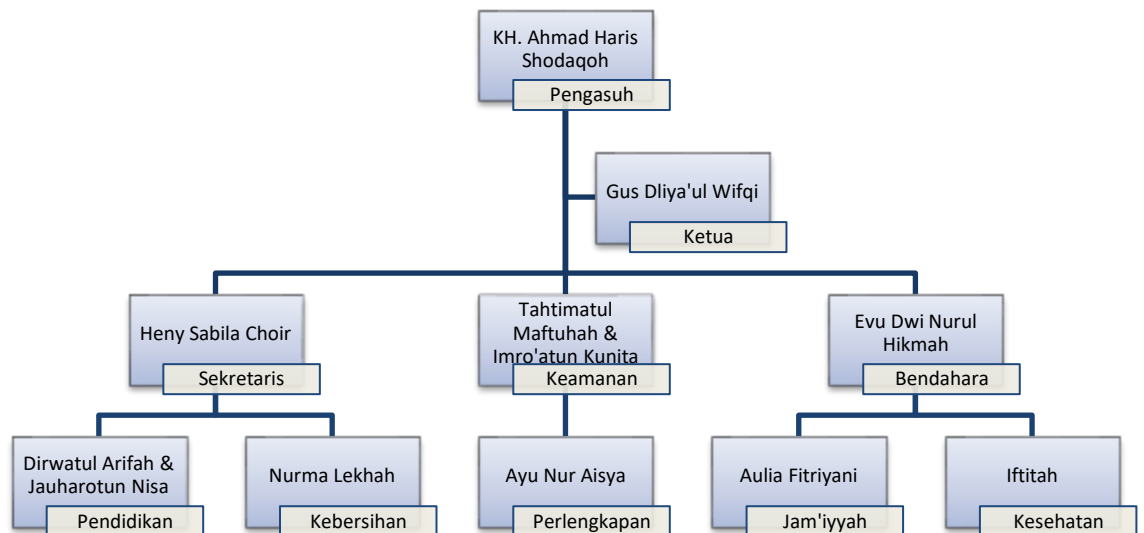 KH. Ahmad Haris
Shodaqoh
Pengasuh
Gus Dliya'ul Wifqi
Ketua
Heny Sabila Choir
Sekretaris
Tahtimatul
Maftuhah &
Imro'atun Kunita
Keamanan
Evu Dwi Nurul
Hikmah
Bendahara
Dirwatul Arifah &
Jauharotun Nisa
Pendidikan
Nurma Lekhah
Kebersihan
Ayu Nur Aisya
Perlengkapan
Aulia Fitriyani
Jam'iyyah
Iftitah
Kesehatan